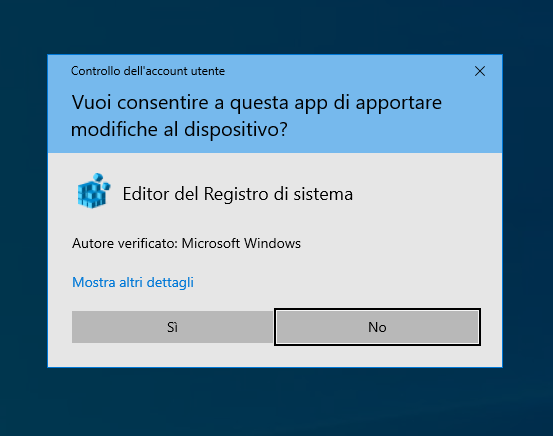 Controllo dell'account utente
Vuoi consentire a questa app di apportare
modifiche al dispositivo?
Editor del Registro di sistema
Autore verificato: Microsoft Windows
Mostra altri dettagli
Sì
No